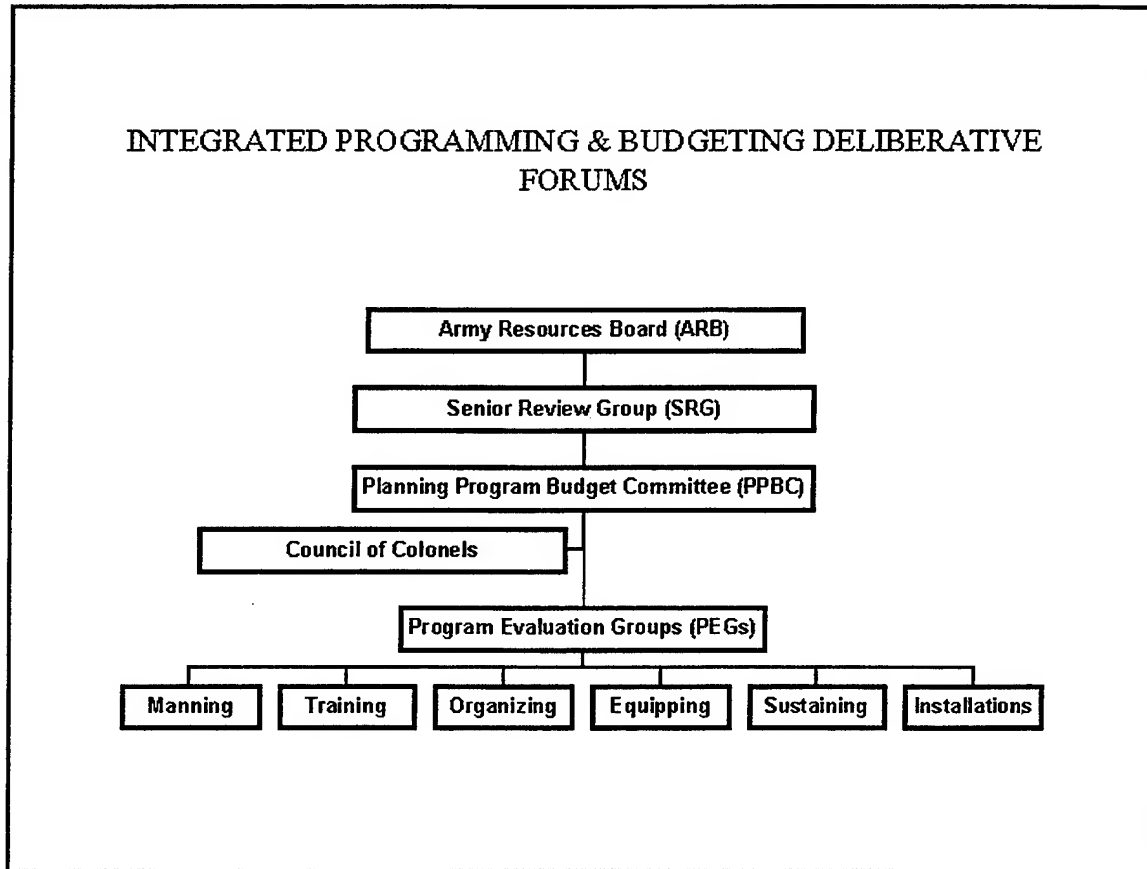 INTEGRATED PROGRAMMING & BUDGETING DELIBERATIVE
FORUMS
Army Resources Board (ARB)
Senior Review Group (SRG)
Planning Program Budget Committee (PPBC)
Council of Colonels
Program Evaluation Groups (PEGs)
Manning Training Organizing Equipping Sustaining Installations